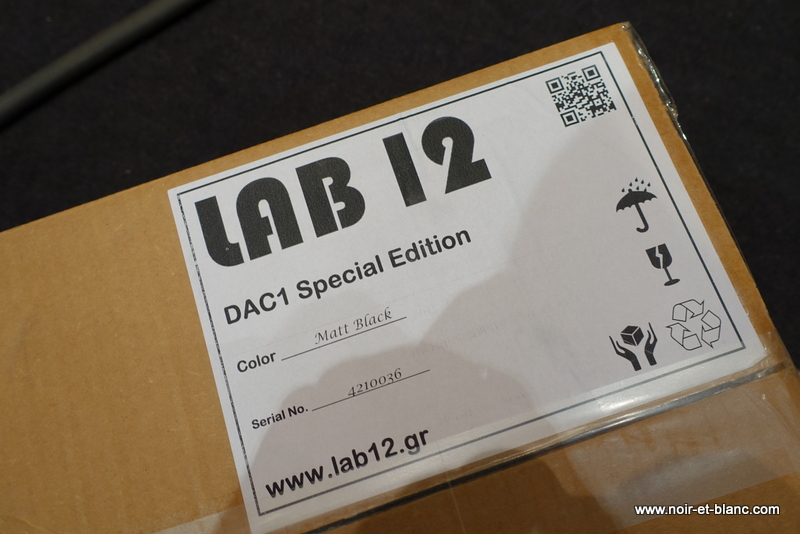 LAB 12
DAC1 Special Edition
Color Matt Black
Serial No. 4210036
www.lab12.gr
www.noir-et-blanc.com